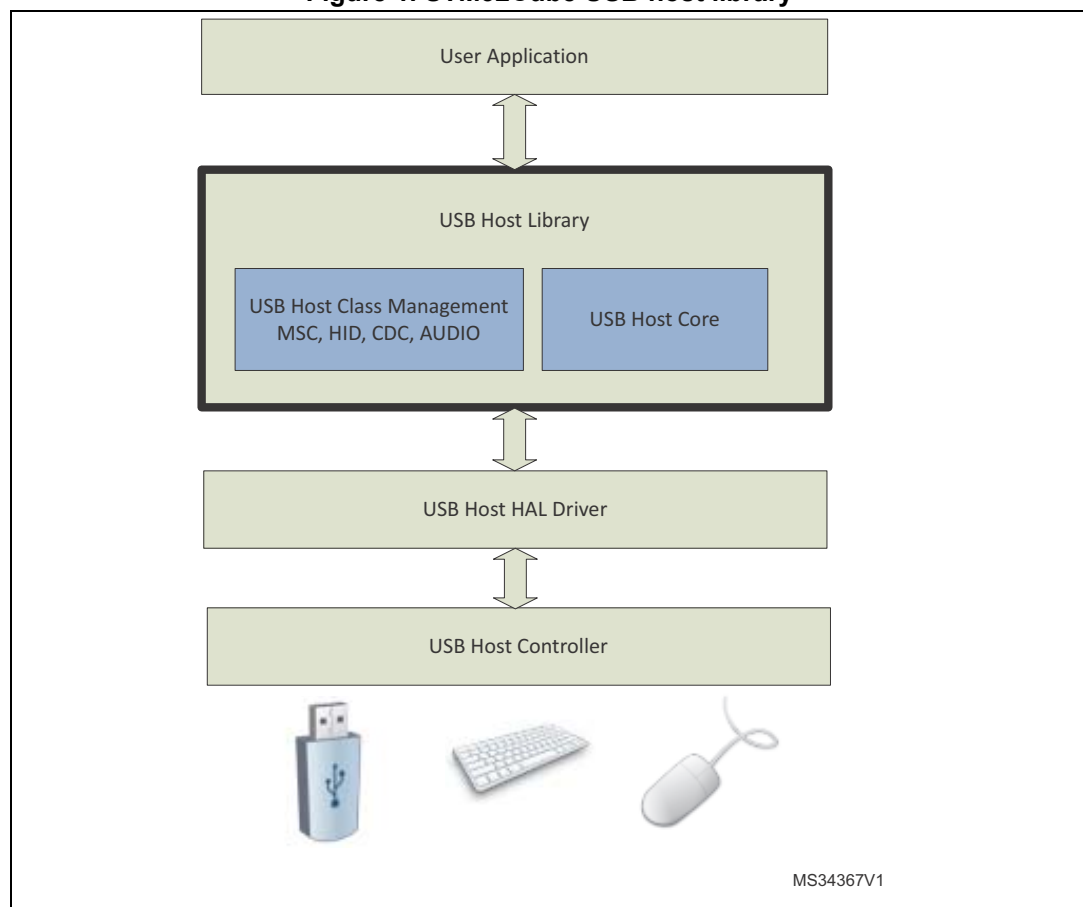 User Application
USB Host Library
USB Host Class Management
MSC, HID, CDC, AUDIO
USB Host Core
USB Host HAL Driver
USB Host Controller
MS34367V1